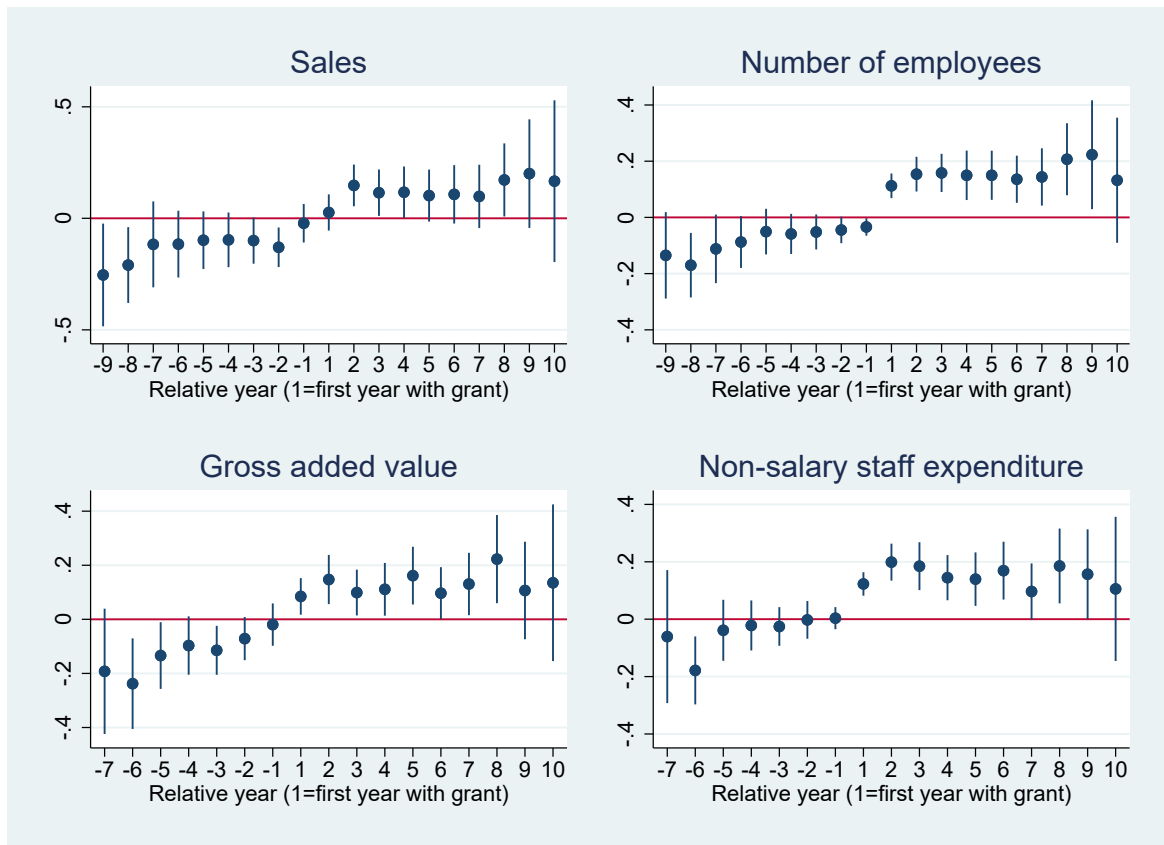 Sales
.5
0
-.5
-9 -8 -7 -6 -5 -4 -3 -2 -1 1 2 3 4 5 6 7 8 9 10
Relative year (1=first year with grant)
Number of employees
.4
.2
0
-.2
-.4
-9 -8 -7 -6 -5 -4 -3 -2 -1 1 2 3 4 5 6 7 8 9 10
Relative year (1=first year with grant)
Gross added value
.4
.2
0
-.2
-.4
-7 -6 -5 -4 -3 -2 -1 1 2 3 4 5 6 7 8 9 10
Relative year (1=first year with grant)
Non-salary staff expenditure
.4
.2
0
-.2
-.4
-7 -6 -5 -4 -3 -2 -1 1 2 3 4 5 6 7 8 9 10
Relative year (1=first year with grant)